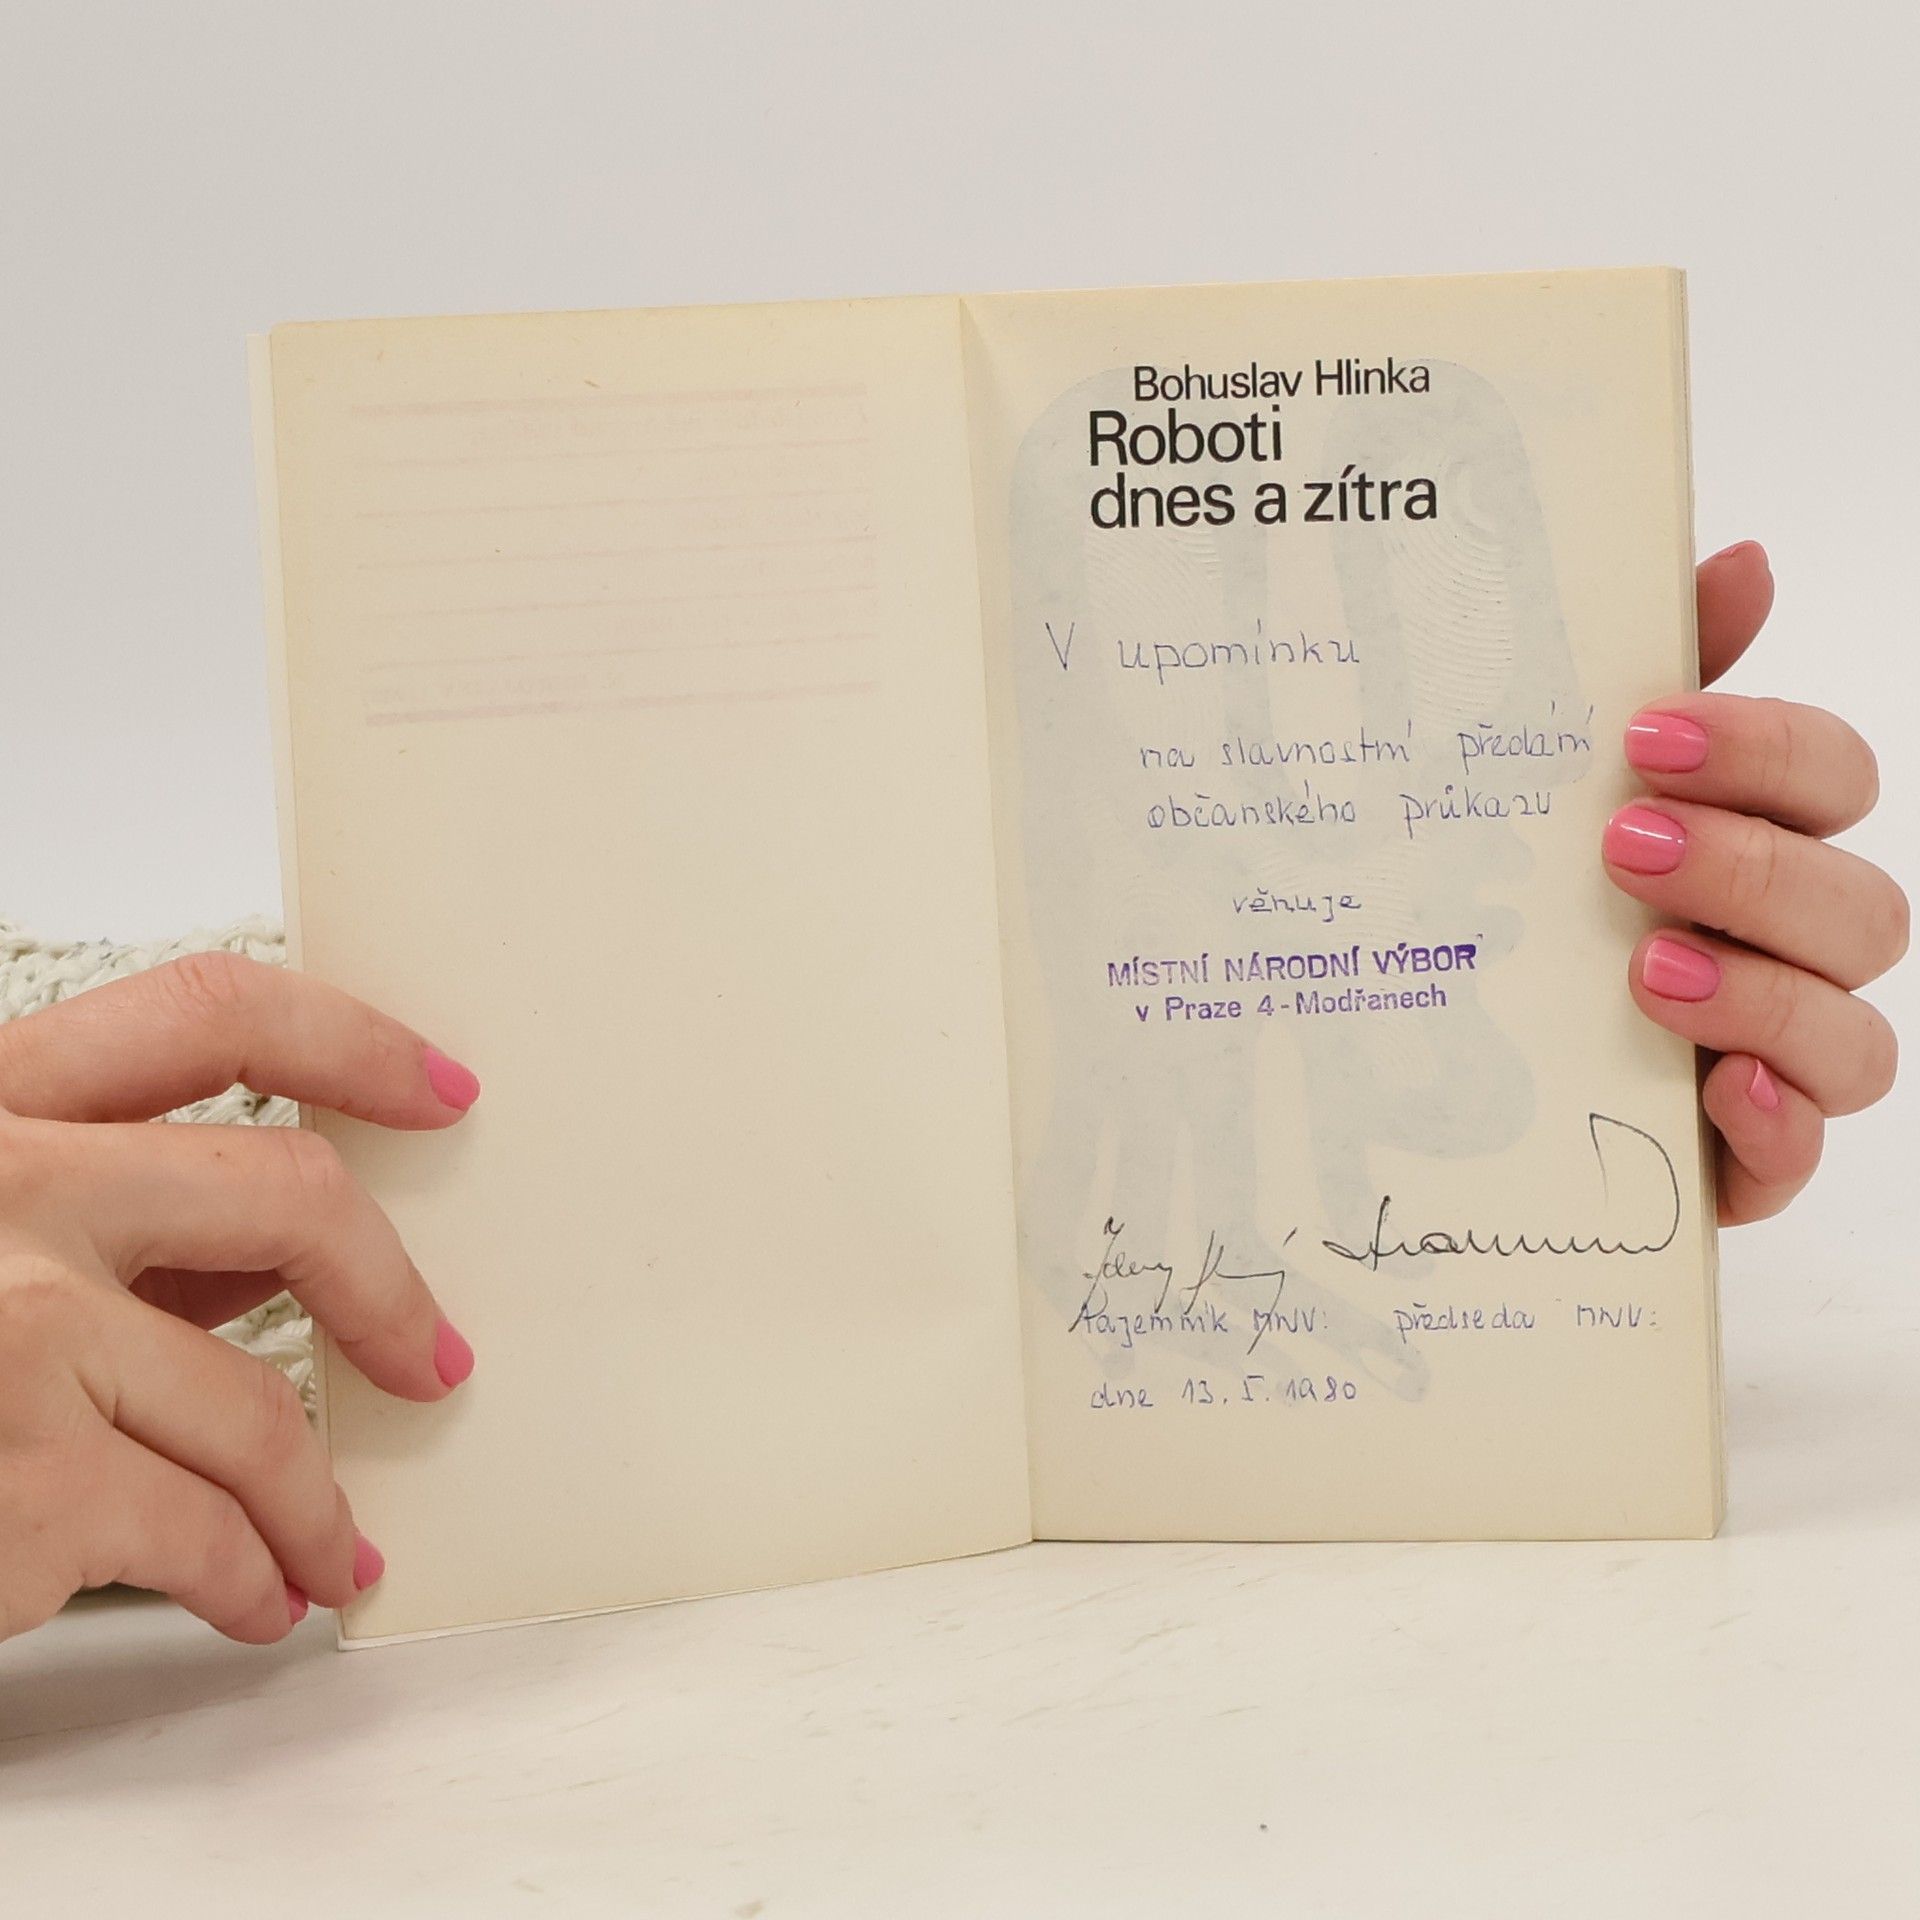 Bohuslav Hlinka
Roboti
dnes a zítra
V upomínku
na slavnostní předání
občanského průkazu
věnuje
MÍSTNÍ NÁRODNÍ VÝBOR
v Praze 4 - Modřanech
tajemník MNV: předseda MNV:
dne 13. I. 1980